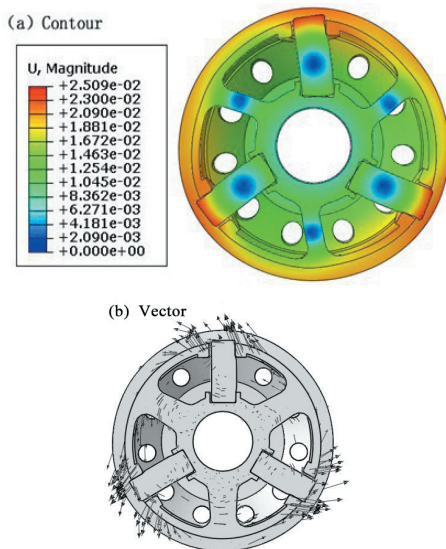 (a) Contour
U, Magnitude
+2.509e-02
+2.300e-02
+2.090e-02
+1.881e-02
+1.672e-02
+1.463e-02
+1.254e-02
+1.045e-02
+8.362e-03
+6.271e-03
+4.181e-03
+2.090e-03
+0.000e+00
(b) Vector